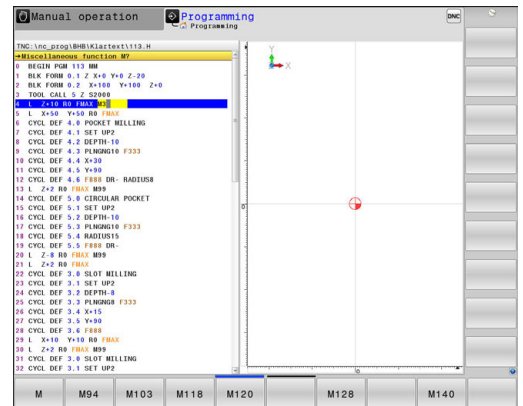 Manual operation
Programming
Programming
DNC
TNC:\nc_prog\BHB\Klartext\113.H
→Miscellaneous function M?
0 BEGIN PGM 113 MM
1 BLK FORM 0.1 Z X+0 Y+0 Z-20
2 BLK FORM 0.2 X+100 Y+100 Z+0
3 TOOL CALL 5 Z S2000
4 L Z+10 R0 FMAX M3
5 L X+50 Y+50 R0 FMAX
6 CYCL DEF 4.0 POCKET MILLING
7 CYCL DEF 4.1 SET UP2
8 CYCL DEF 4.2 DEPTH-10
9 CYCL DEF 4.3 PLNGNG10 F333
10 CYCL DEF 4.4 X+30
11 CYCL DEF 4.5 Y+90
12 CYCL DEF 4.6 F888 DR- RADIUS8
13 L Z+2 R0 FMAX M99
14 CYCL DEF 5.0 CIRCULAR POCKET
15 CYCL DEF 5.1 SET UP2
16 CYCL DEF 5.2 DEPTH-10
17 CYCL DEF 5.3 PLNGNG10 F333
18 CYCL DEF 5.4 RADIUS15
19 CYCL DEF 5.5 F888 DR-
20 L Z-8 R0 FMAX M99
21 L Z+2 R0 FMAX
22 CYCL DEF 3.0 SLOT MILLING
23 CYCL DEF 3.1 SET UP2
24 CYCL DEF 3.2 DEPTH-8
25 CYCL DEF 3.3 PLNGNG8 F333
26 CYCL DEF 3.4 X+15
27 CYCL DEF 3.5 Y+90
28 CYCL DEF 3.6 F888
29 L X+10 Y+10 R0 FMAX
30 L Z+2 R0 FMAX M99
31 CYCL DEF 3.0 SLOT MILLING
32 CYCL DEF 3.1 SET UP2
Y
X
0
0
M M94 M103 M118 M120 M128 M140